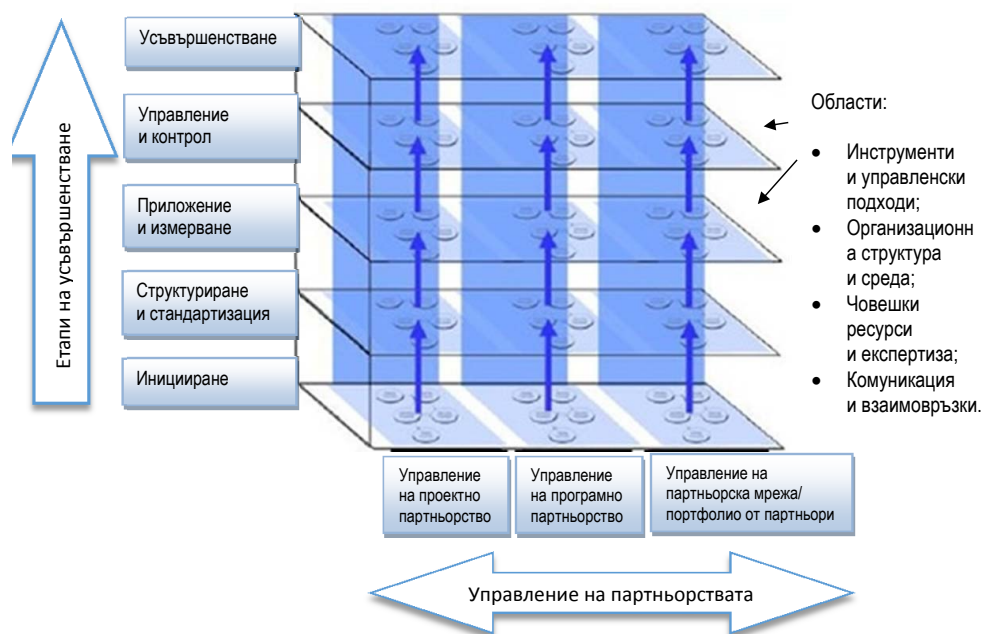 Усъвършенстване
Управление
и контрол
Приложение
и измерване
Структуриране
и стандартизация
Иницииране
Етапи на усъвършенстване
Области:
• Инструменти
и управленски
подходи;
• Организационн
а структура
и среда;
• Човешки
ресурси
и експертиза;
• Комуникация
и взаимовръзки.
Управление
на проектно
партньорство
Управление
на програмно
партньорство
Управление на
партньорска мрежа/
портфолио от партньори
Управление на партньорствата